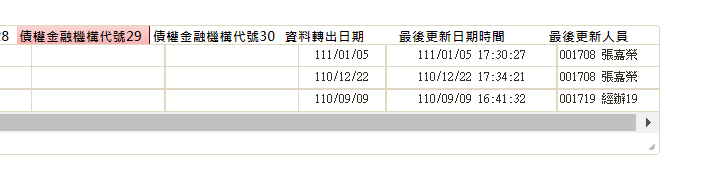 28 債權金融機構代號29 債權金融機構代號30 資料轉出日期 最後更新日期時間 最後更新人員
111/01/05 111/01/05 17:30:27 001708 張嘉榮
110/12/22 110/12/22 17:34:21 001708 張嘉榮
110/09/09 110/09/09 16:41:32 001719 經辦19